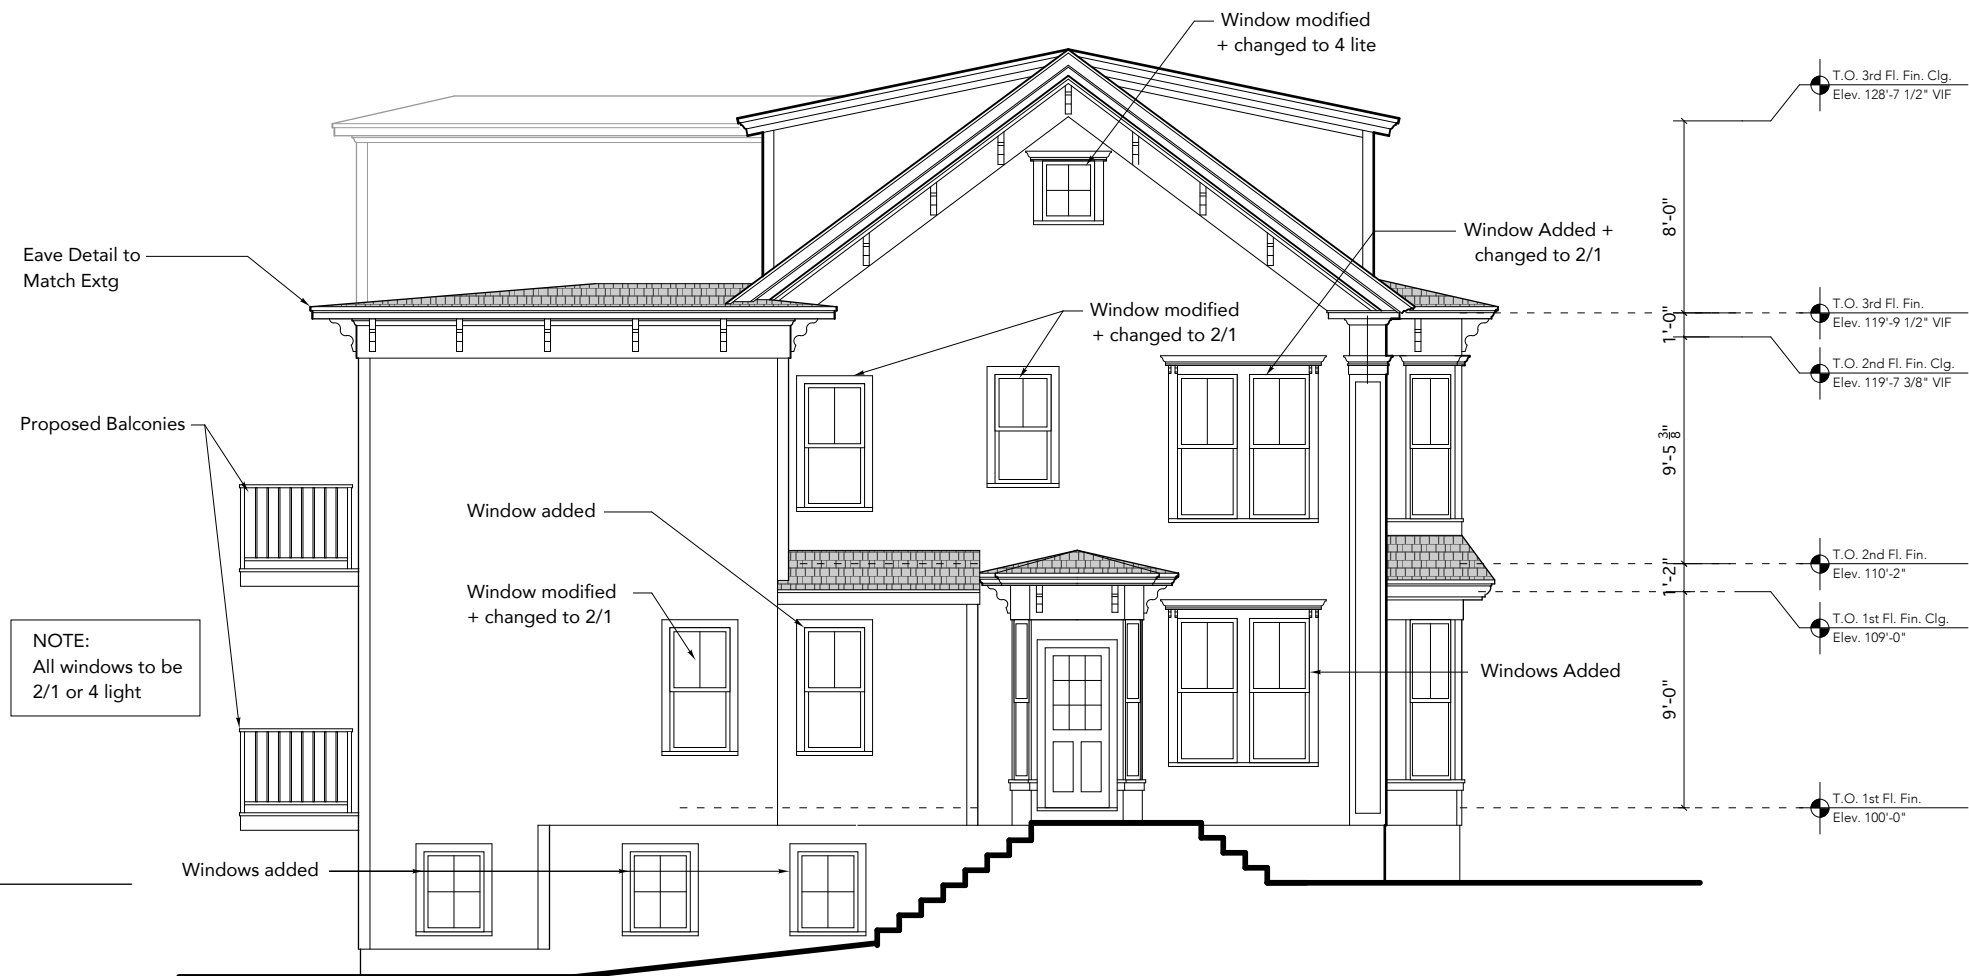 Window modified
+ changed to 4 lite
T.O. 3rd Fl. Fin. Clg.
Elev. 128'-7 1/2" VIF
8'-0"
Window Added +
changed to 2/1
Eave Detail to
Match Extg
Window modified
+ changed to 2/1
T.O. 3rd Fl. Fin.
Elev. 119'-9 1/2" VIF
1'-0"
T.O. 2nd Fl. Fin. Clg.
Elev. 119'-7 3/8" VIF
Proposed Balconies
9'-5 3/8"
Window added
T.O. 2nd Fl. Fin.
Elev. 110'-2"
1'-2"
Window modified
+ changed to 2/1
T.O. 1st Fl. Fin. Clg.
Elev. 109'-0"
NOTE:
All windows to be
2/1 or 4 light
Windows Added
9'-0"
T.O. 1st Fl. Fin.
Elev. 100'-0"
Windows added